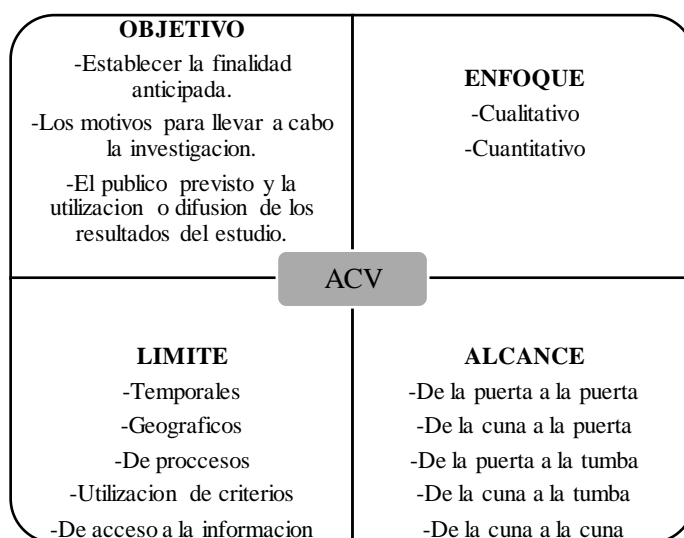 OBJETIVO
-Establecer la finalidad
anticipada.
-Los motivos para llevar a cabo
la investigacion.
-El publico previsto y la
utilizacion o difusion de los
resultados del estudio.
ENFOQUE
-Cualitativo
-Cuantitativo
ACV
LIMITE
-Temporales
-Geograficos
-De proccesos
-Utilizacion de criterios
-De acceso a la informacion
ALCANCE
-De la puerta a la puerta
-De la cuna a la puerta
-De la puerta a la tumba
-De la cuna a la tumba
-De la cuna a la cuna